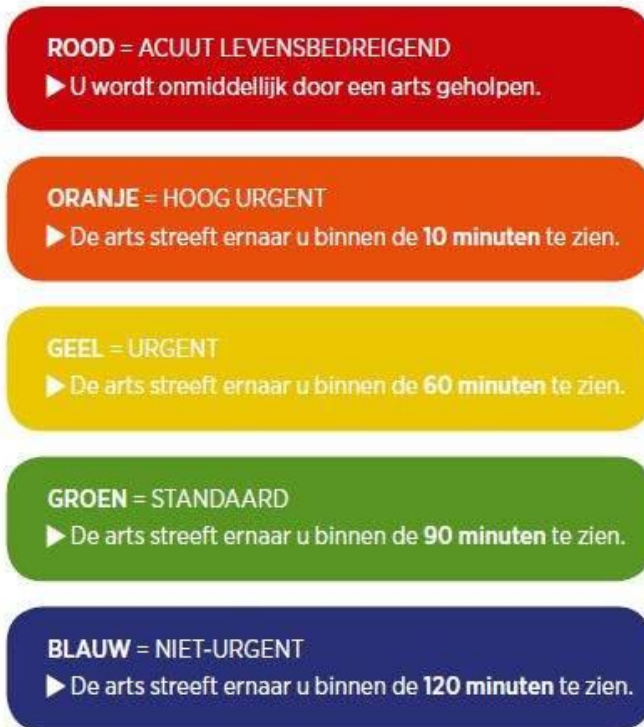 ROOD = ACUUT LEVENSBEDREIGEND
▶ U wordt onmiddellijk door een arts geholpen.
ORANJE = HOOG URGENT
▶ De arts streeft ernaar u binnen de 10 minuten te zien.
GEEL = URGENT
▶ De arts streeft ernaar u binnen de 60 minuten te zien.
GROEN = STANDAARD
▶ De arts streeft ernaar u binnen de 90 minuten te zien.
BLAUW = NIET-URGENT
▶ De arts streeft ernaar u binnen de 120 minuten te zien.